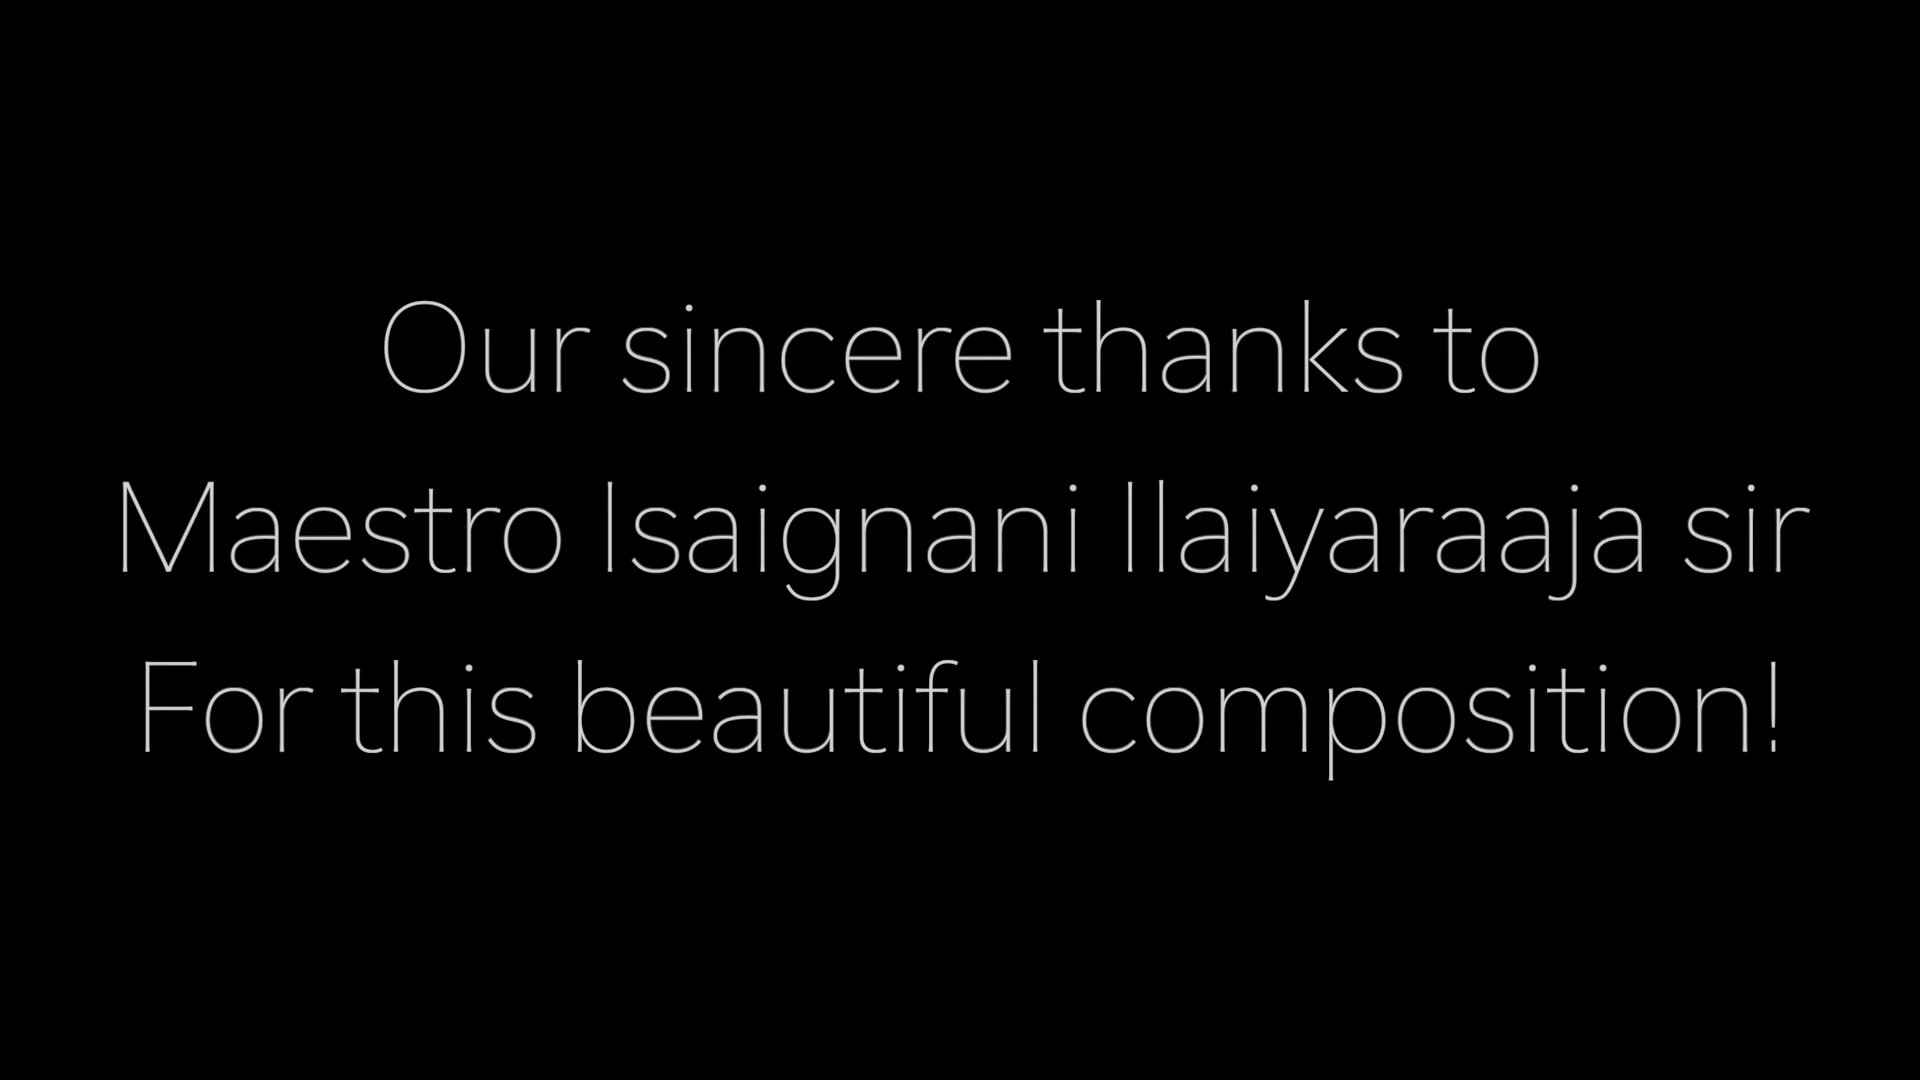 Our sincere thanks to
Maestro Isaignani Ilaiyaraaja sir
For this beautiful composition!